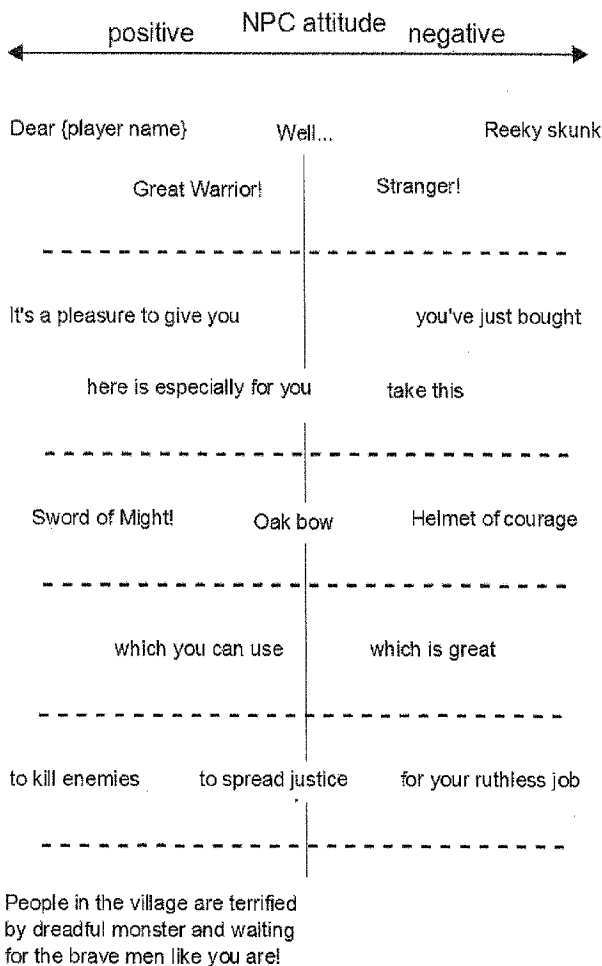 NPC attitude
positive negative
Dear {player name} Well... Reeky skunk
Great Warrior! Stranger!
It's a pleasure to give you you've just bought
here is especially for you take this
Sword of Might! Oak bow Helmet of courage
which you can use which is great
to kill enemies to spread justice for your ruthless job
People in the village are terrified
by dreadful monster and waiting
for the brave men like you are!